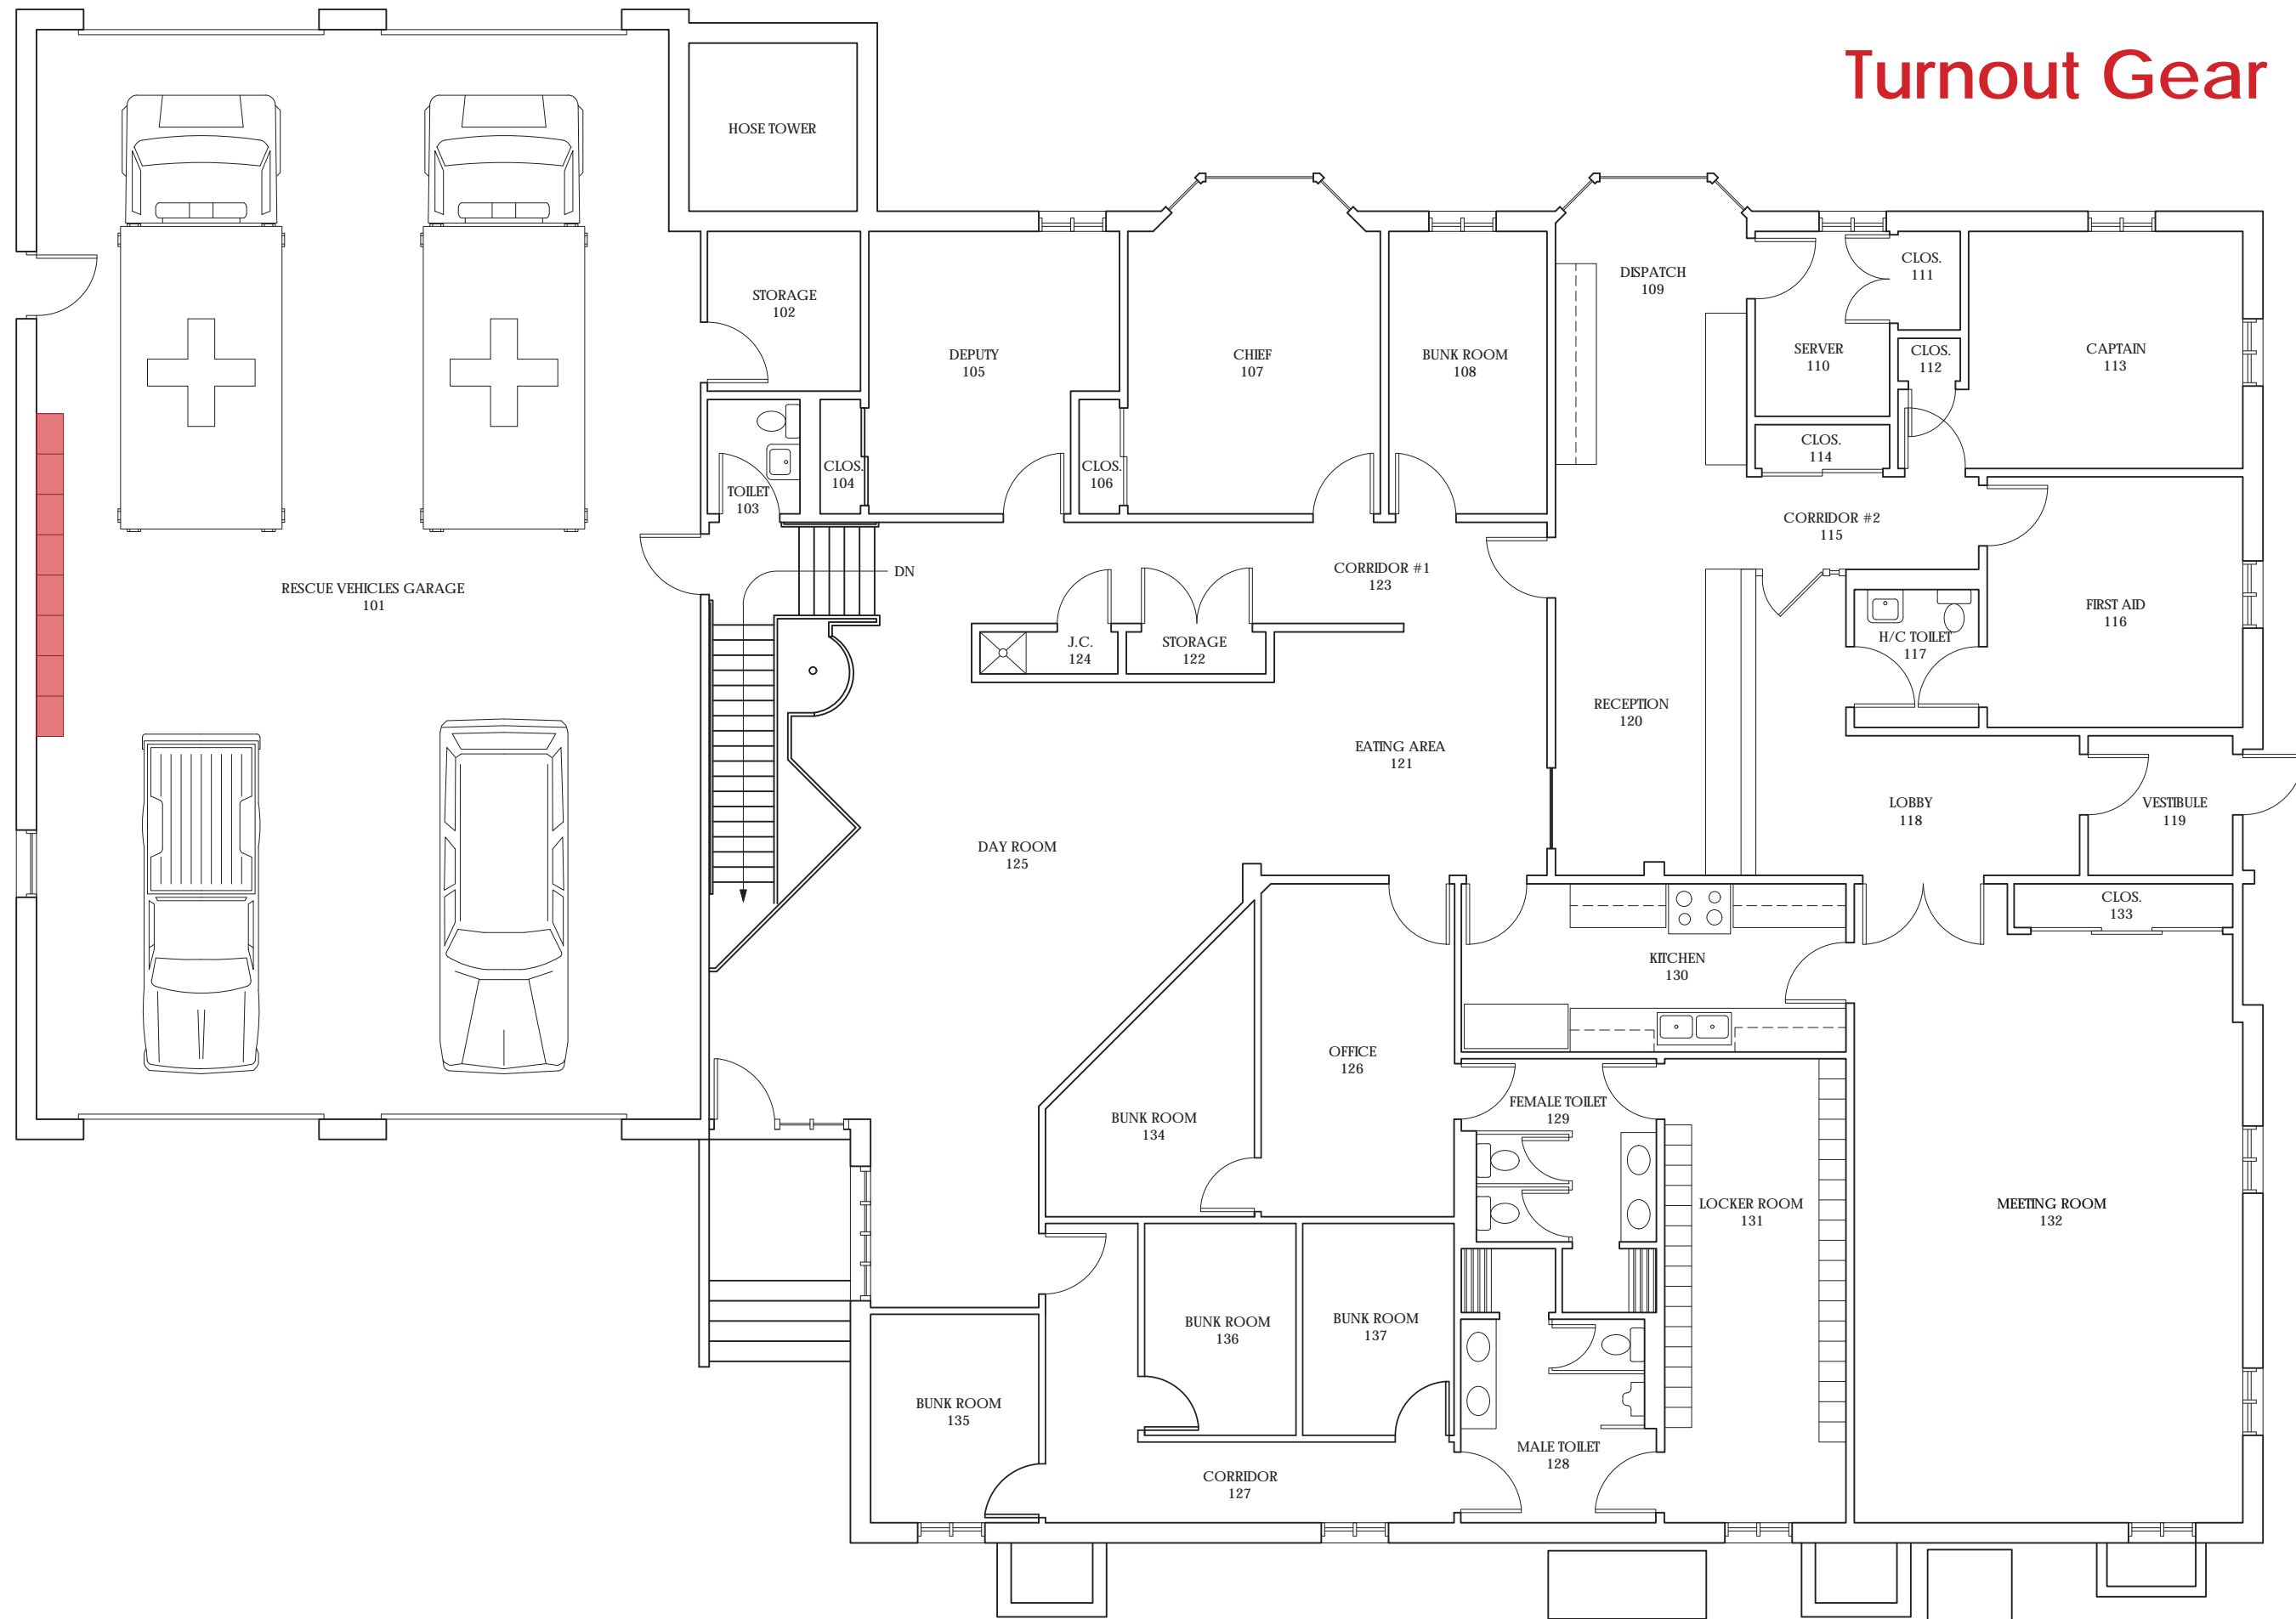 Turnout Gear
HOSE TOWER
STORAGE
102
DEPUTY
105
CHIEF
107
BUNK ROOM
108
DISPATCH
109
SERVER
110
CLOS.
111
CLOS.
112
CAPTAIN
113
CLOS.
114
TOILET
103
CLOS.
104
CLOS.
106
CORRIDOR #2
115
RESCUE VEHICLES GARAGE
101
DN
CORRIDOR #1
123
J.C.
124
STORAGE
122
FIRST AID
116
H/C TOILET
117
RECEPTION
120
EATING AREA
121
LOBBY
118
VESTIBULE
119
DAY ROOM
125
CLOS.
133
KITCHEN
130
OFFICE
126
BUNK ROOM
134
FEMALE TOILET
129
LOCKER ROOM
131
MEETING ROOM
132
BUNK ROOM
136
BUNK ROOM
137
BUNK ROOM
135
MALE TOILET
128
CORRIDOR
127